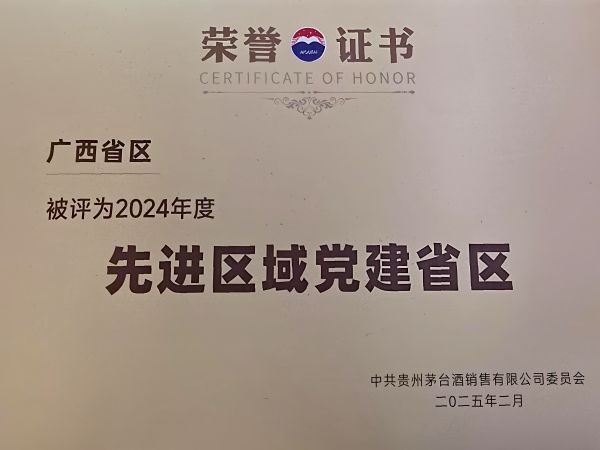 荣誉证书
CERTIFICATE OF HONOR
广西省区
被评为2024年度
先进区域党建省区
中共贵州茅台酒销售有限公司委员会
二〇二五年二月